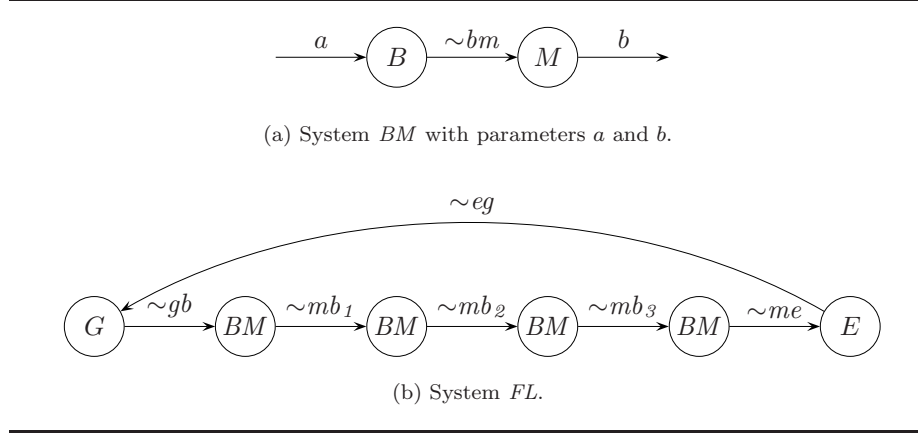 a
B
~bm
M
b
(a) System BM with parameters a and b.
~eg
G
~gb
BM
~mb₁
BM
~mb₂
BM
~mb₃
BM
~me
E
(b) System FL.